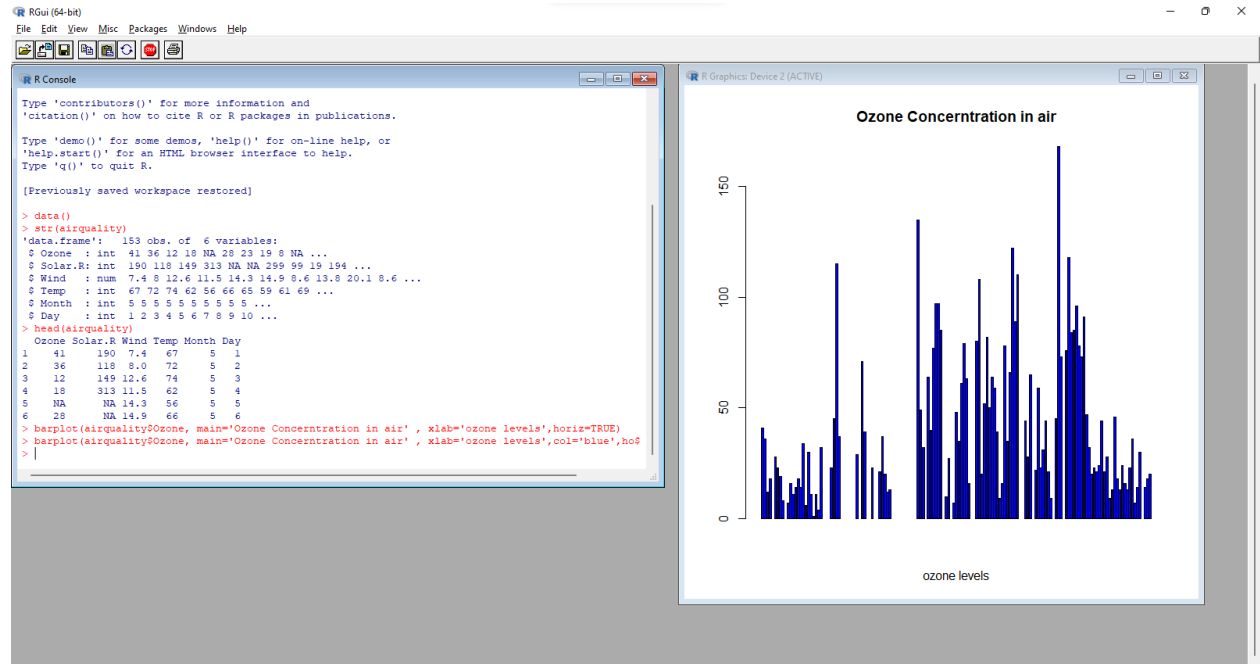 RGui (64-bit)
File Edit View Misc Packages Windows Help
STOP
R Console
Type 'contributors()' for more information and
'citation()' on how to cite R or R packages in publications.
Type 'demo()' for some demos, 'help()' for on-line help, or
'help.start()' for an HTML browser interface to help.
Type 'q()' to quit R.
[Previously saved workspace restored]
> data()
> str(airquality)
'data.frame':   153 obs. of  6 variables:
 $ Ozone  : int  41 36 12 18 NA 28 23 19 8 NA ...
 $ Solar.R: int  190 118 149 313 NA NA 299 99 19 194 ...
 $ Wind   : num  7.4 8 12.6 11.5 14.3 14.9 8.6 13.8 20.1 8.6 ...
 $ Temp   : int  67 72 74 62 56 66 65 59 61 69 ...
 $ Month  : int  5 5 5 5 5 5 5 5 5 5 ...
 $ Day    : int  1 2 3 4 5 6 7 8 9 10 ...
> head(airquality)
  Ozone Solar.R Wind Temp Month Day
1    41     190  7.4   67     5   1
2    36     118  8.0   72     5   2
3    12     149 12.6   74     5   3
4    18     313 11.5   62     5   4
5    NA      NA 14.3   56     5   5
6    28      NA 14.9   66     5   6
> barplot(airquality$Ozone, main='Ozone Concerntration in air' , xlab='ozone levels',horiz=TRUE)
> barplot(airquality$Ozone, main='Ozone Concerntration in air' , xlab='ozone levels',col='blue',ho$
>
R Graphics: Device 2 (ACTIVE)
Ozone Concerntration in air
150
100
50
0
ozone levels